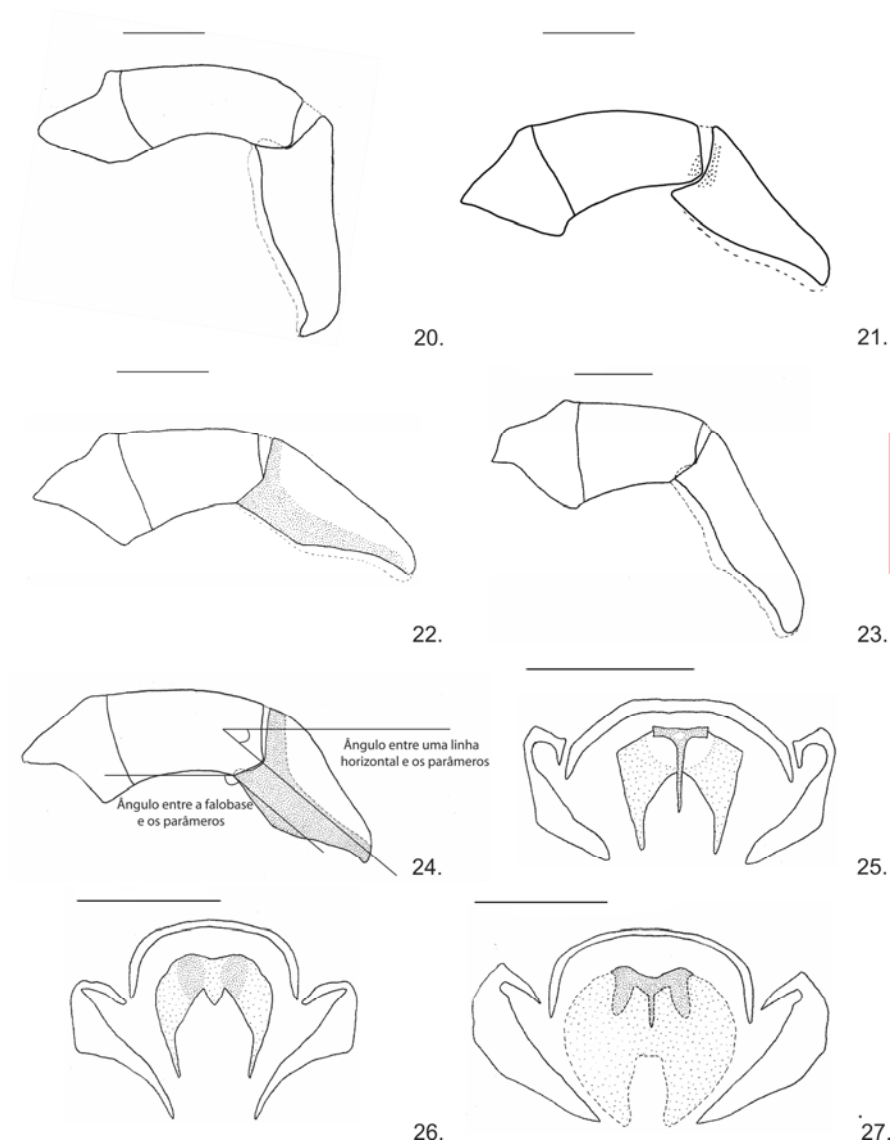 20.
21.
22.
23.
Ângulo entre uma linha
horizontal e os parâmeros
Ângulo entre a falobase
e os parâmeros
24.
25.
26.
27.